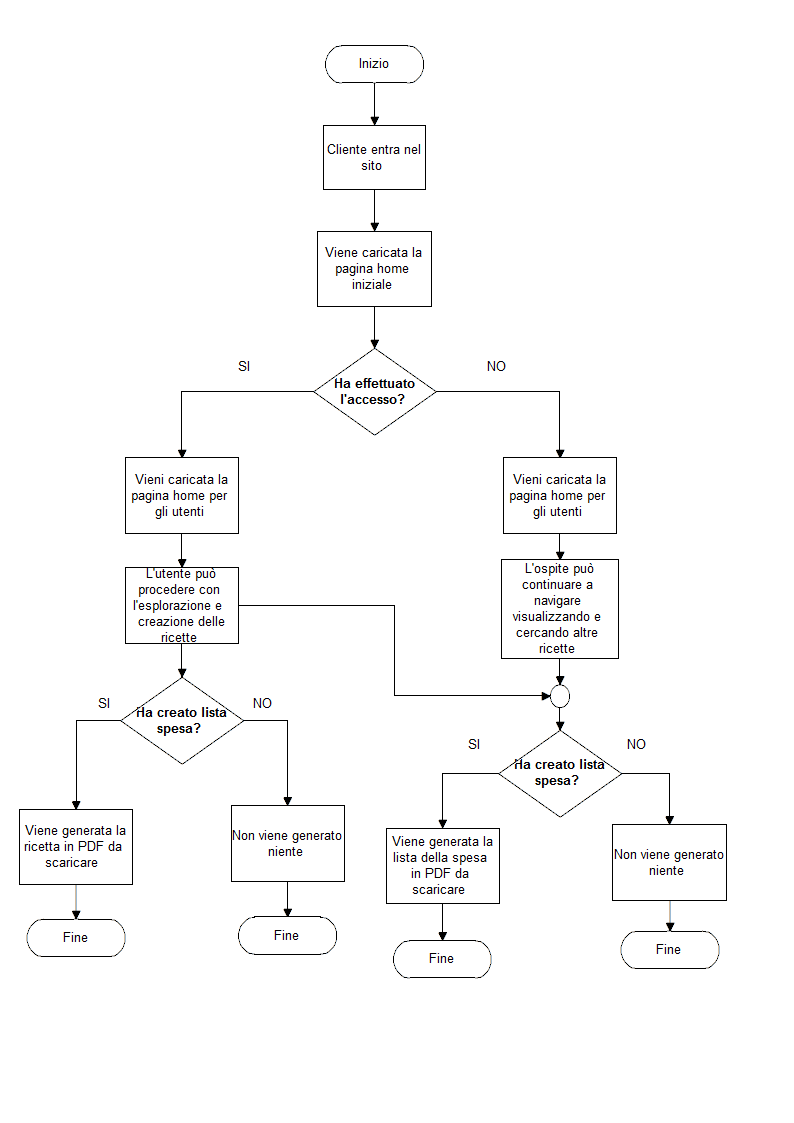 Inizio
Cliente entra nel
sito
Viene caricata la
pagina home
iniziale
SI
NO
Ha effettuato
l'accesso?
Vieni caricata la
pagina home per
gli utenti
Vieni caricata la
pagina home per
gli utenti
L'utente può
procedere con
l'esplorazione e
creazione delle
ricette
L'ospite può
continuare a
navigare
visualizzando e
cercando altre
ricette
SI
NO
Ha creato lista
spesa?
SI
NO
Ha creato lista
spesa?
Viene generata la
ricetta in PDF da
scaricare
Non viene generato
niente
Viene generata la
lista della spesa
in PDF da
scaricare
Non viene generato
niente
Fine
Fine
Fine
Fine